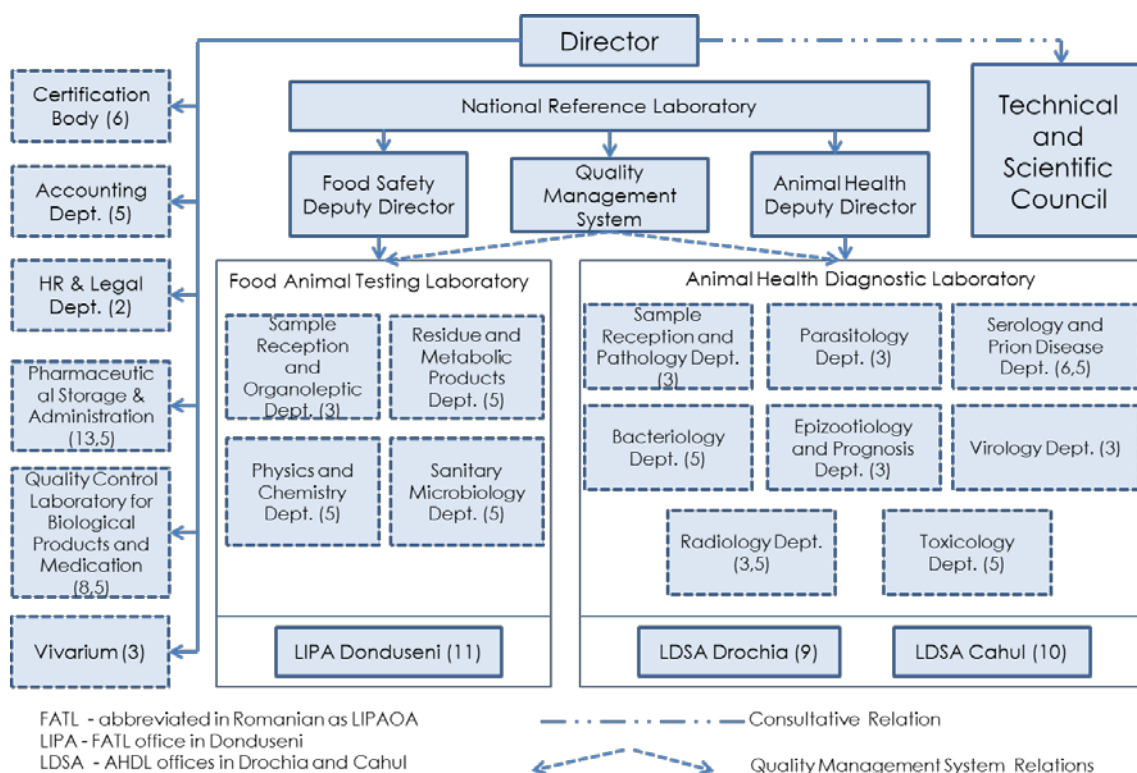 Director
Certification
Body (6)
Accounting
Dept. (5)
HR & Legal
Dept. (2)
Pharmaceutic
al Storage &
Administration
(13,5)
Quality Control
Laboratory for
Biological
Products and
Medication
(8,5)
Vivarium (3)
National Reference Laboratory
Technical
and
Scientific
Council
Food Safety
Deputy Director
Quality
Management
System
Animal Health
Deputy Director
Food Animal Testing Laboratory
Sample
Reception
and
Organoleptic
Dept. (3)
Residue and
Metabolic
Products
Dept. (5)
Physics and
Chemistry
Dept. (5)
Sanitary
Microbiology
Dept. (5)
LIPA Donduseni (11)
Animal Health Diagnostic Laboratory
Sample
Reception and
Pathology Dept.
(3)
Parasitology
Dept. (3)
Serology and
Prion Disease
Dept. (6,5)
Bacteriology
Dept. (5)
Epizootiology
and Prognosis
Dept. (3)
Virology Dept. (3)
Radiology Dept.
(3,5)
Toxicology
Dept. (5)
LDSA Drochia (9)
LDSA Cahul (10)
FATL - abbreviated in Romanian as LIPAOA
LIPA - FATL office in Donduseni
LDSA - AHDL offices in Drochia and Cahul
Consultative Relation
Quality Management System Relations